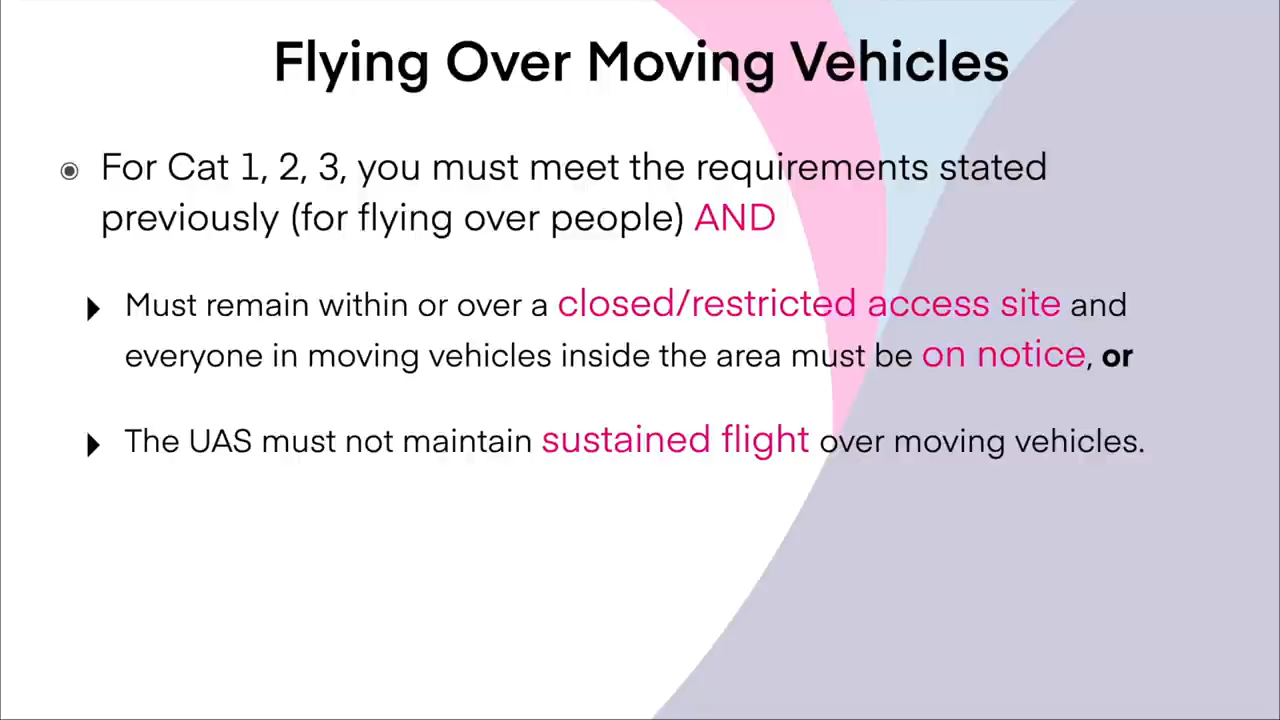 Flying Over Moving Vehicles
For Cat 1, 2, 3, you must meet the requirements stated
previously (for flying over people) AND
Must remain within or over a closed/restricted access site and
everyone in moving vehicles inside the area must be on notice, or
The UAS must not maintain sustained flight over moving vehicles.